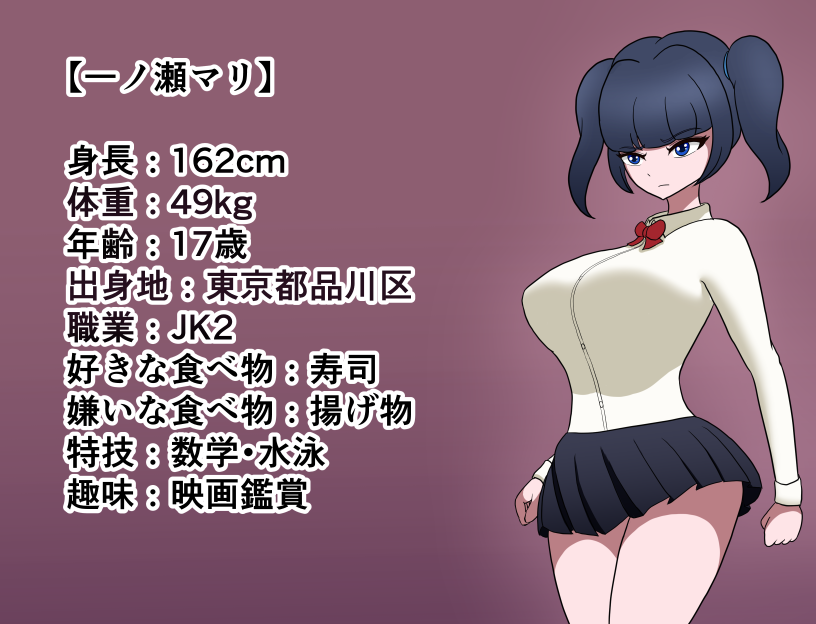 【一ノ瀬マリ】
身長：162cm
体重：49kg
年齢：17歳
出身地：東京都品川区
職業：JK2
好きな食べ物：寿司
嫌いな食べ物：揚げ物
特技：数学・水泳
趣味：映画鑑賞